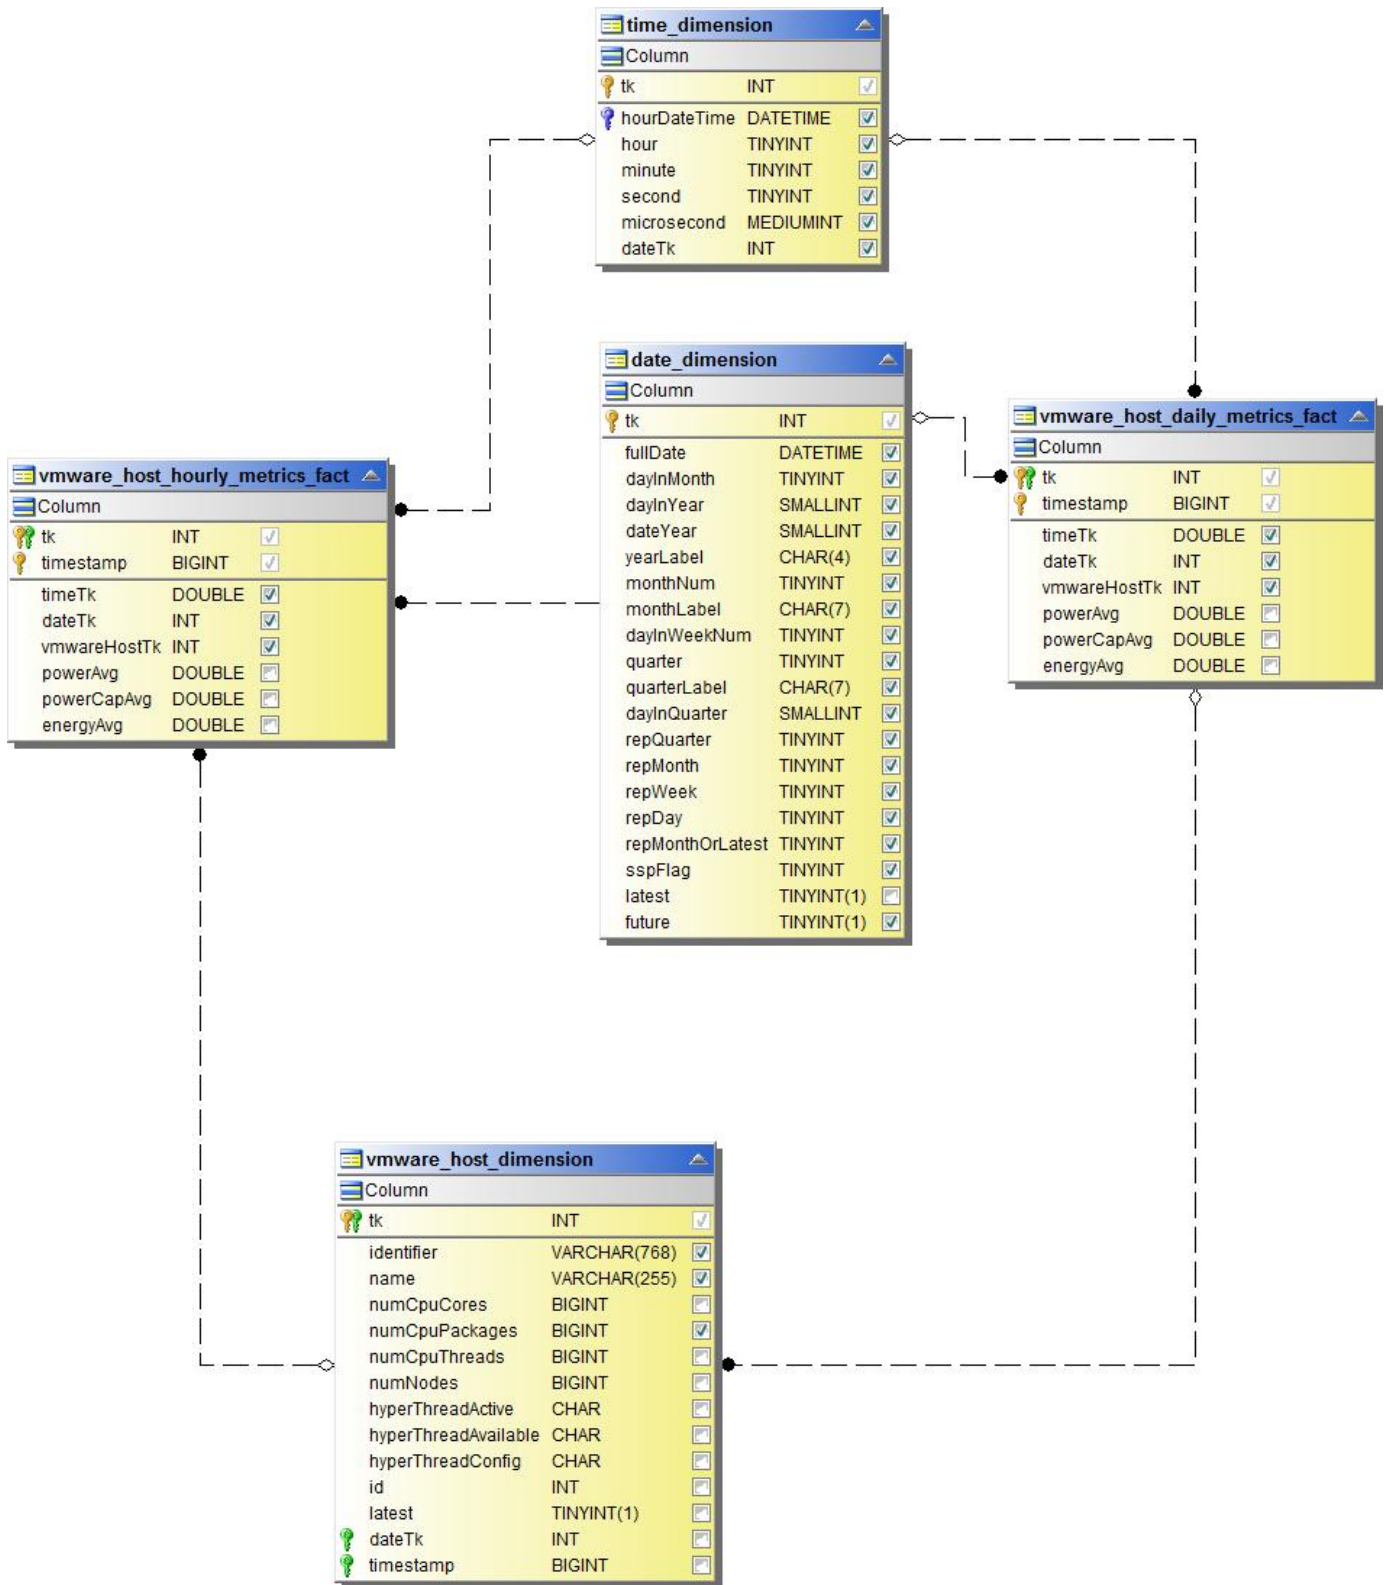 time_dimension
Column
tk INT
hourDateTime DATETIME
hour TINYINT
minute TINYINT
second TINYINT
microsecond MEDIUMINT
dateTk INT
date_dimension
Column
tk INT
fullDate DATETIME
dayInMonth TINYINT
dayInYear SMALLINT
dateYear SMALLINT
yearLabel CHAR(4)
monthNum TINYINT
monthLabel CHAR(7)
dayInWeekNum TINYINT
quarter TINYINT
quarterLabel CHAR(7)
dayInQuarter SMALLINT
repQuarter TINYINT
repMonth TINYINT
repWeek TINYINT
repDay TINYINT
repMonthOrLatest TINYINT
sspFlag TINYINT
latest TINYINT(1)
future TINYINT(1)
vmware_host_daily_metrics_fact
Column
tk INT
timestamp BIGINT
timeTk DOUBLE
dateTk INT
vmwareHostTk INT
powerAvg DOUBLE
powerCapAvg DOUBLE
energyAvg DOUBLE
vmware_host_hourly_metrics_fact
Column
tk INT
timestamp BIGINT
timeTk DOUBLE
dateTk INT
vmwareHostTk INT
powerAvg DOUBLE
powerCapAvg DOUBLE
energyAvg DOUBLE
vmware_host_dimension
Column
tk INT
identifier VARCHAR(768)
name VARCHAR(255)
numCpuCores BIGINT
numCpuPackages BIGINT
numCpuThreads BIGINT
numNodes BIGINT
hyperThreadActive CHAR
hyperThreadAvailable CHAR
hyperThreadConfig CHAR
id INT
latest TINYINT(1)
dateTk INT
timestamp BIGINT